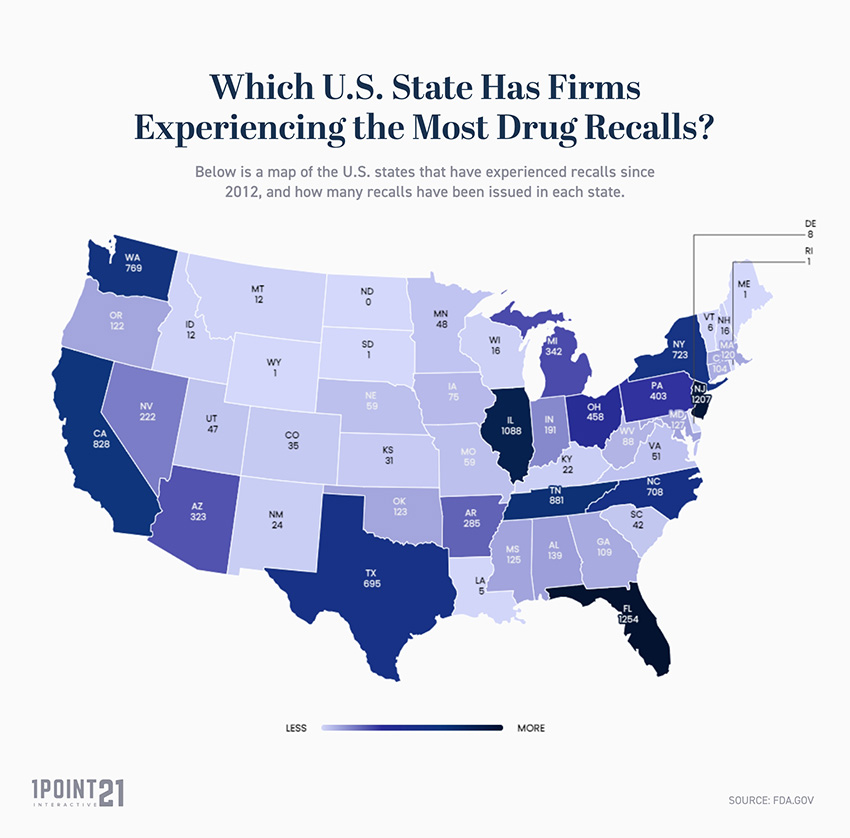 Which U.S. State Has Firms
Experiencing the Most Drug Recalls?
Below is a map of the U.S. states that have experienced recalls since
2012, and how many recalls have been issued in each state.
DE
8
RI
1
WA
769
MT
12
ND
0
MN
48
ME
1
OR
122
ID
12
WY
1
SD
1
WI
16
MI
342
VT
6
NH
16
NY
723
MA
120
C
104
CA
828
NV
222
UT
47
CO
35
NE
59
IA
75
IL
1088
IN
191
OH
458
PA
403
NJ
1207
MD
127
WV
88
VA
51
KS
31
MO
59
KY
22
AZ
323
NM
24
OK
123
AR
285
TN
881
NC
708
SC
42
TX
695
LA
5
MS
125
AL
139
GA
109
FL
1254
LESS
MORE
1POINT21
INTERACTIVE
SOURCE: FDA.GOV